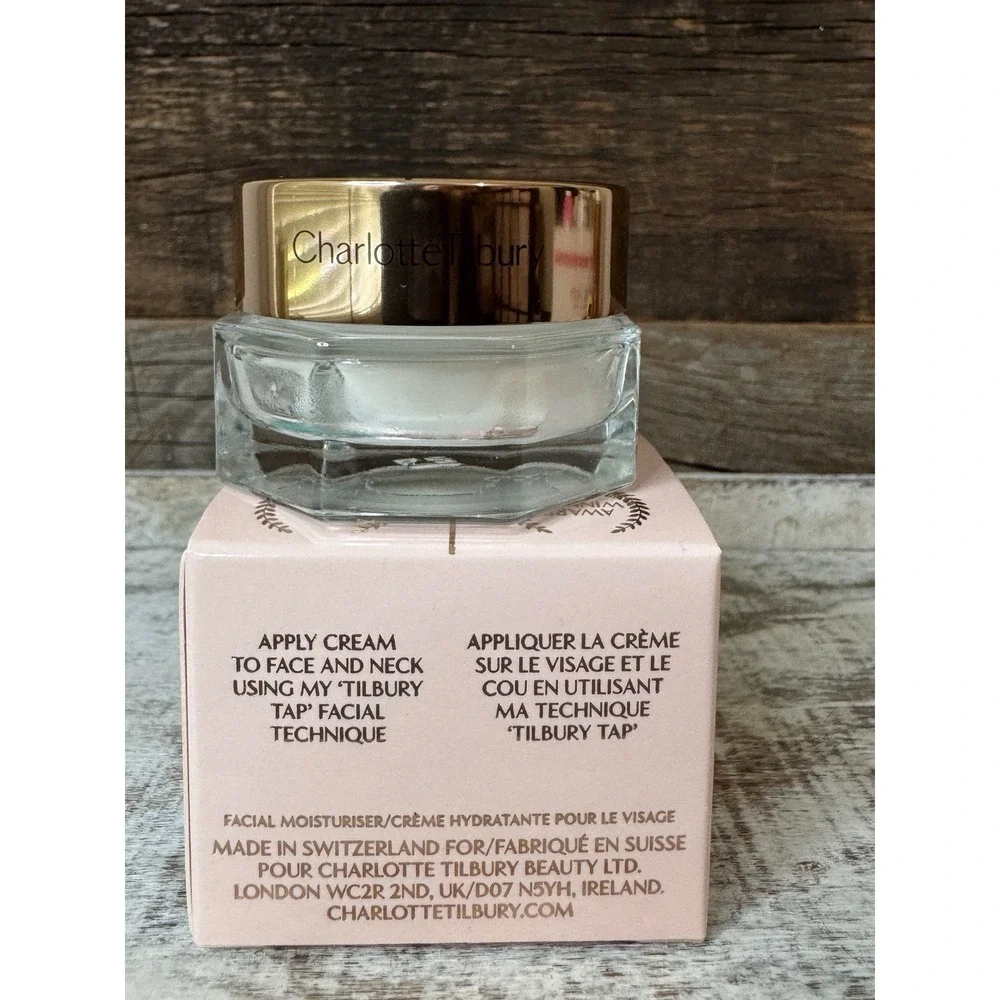 Charlotte Tilbury
APPLY CREAM
TO FACE AND NECK
USING MY 'TILBURY
TAP' FACIAL
TECHNIQUE
APPLIQUER LA CRÈME
SUR LE VISAGE ET LE
COU EN UTILISANT
MA TECHNIQUE
'TILBURY TAP'
FACIAL MOISTURISER/CRÈME HYDRATANTE POUR LE VISAGE
MADE IN SWITZERLAND FOR/FABRIQUÉ EN SUISSE
POUR CHARLOTTE TILBURY BEAUTY LTD.
LONDON WC2R 2ND, UK/D07 N5YH, IRELAND.
CHARLOTTETILBURY.COM